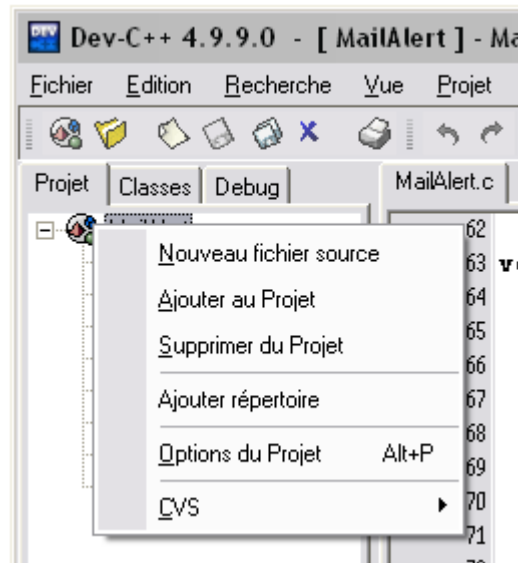 DEV Dev-C++ 4.9.9.0 - [ MailAlert ] - Ma
Fichier Edition Recherche Vue Projet
Projet Classes Debug MailAlert.c
62
Nouveau fichier source
63 v
Ajouter au Projet
64
Supprimer du Projet
65
66
Ajouter répertoire
67
Options du Projet Alt+P
68
69
CVS
70
71